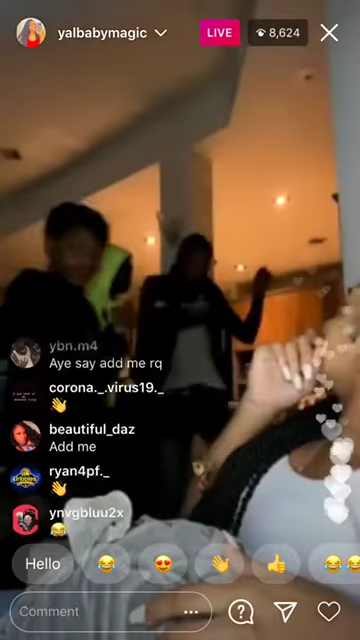 yalbabymagic
LIVE
8,624
ybn.m4
Aye say add me rq
corona._.virus19._
👋
beautiful_daz
Add me
ryan4pf._
👋
ynvgbluu2x
😂
Hello 😂 😍 👋 👍 😂😂
Comment ...